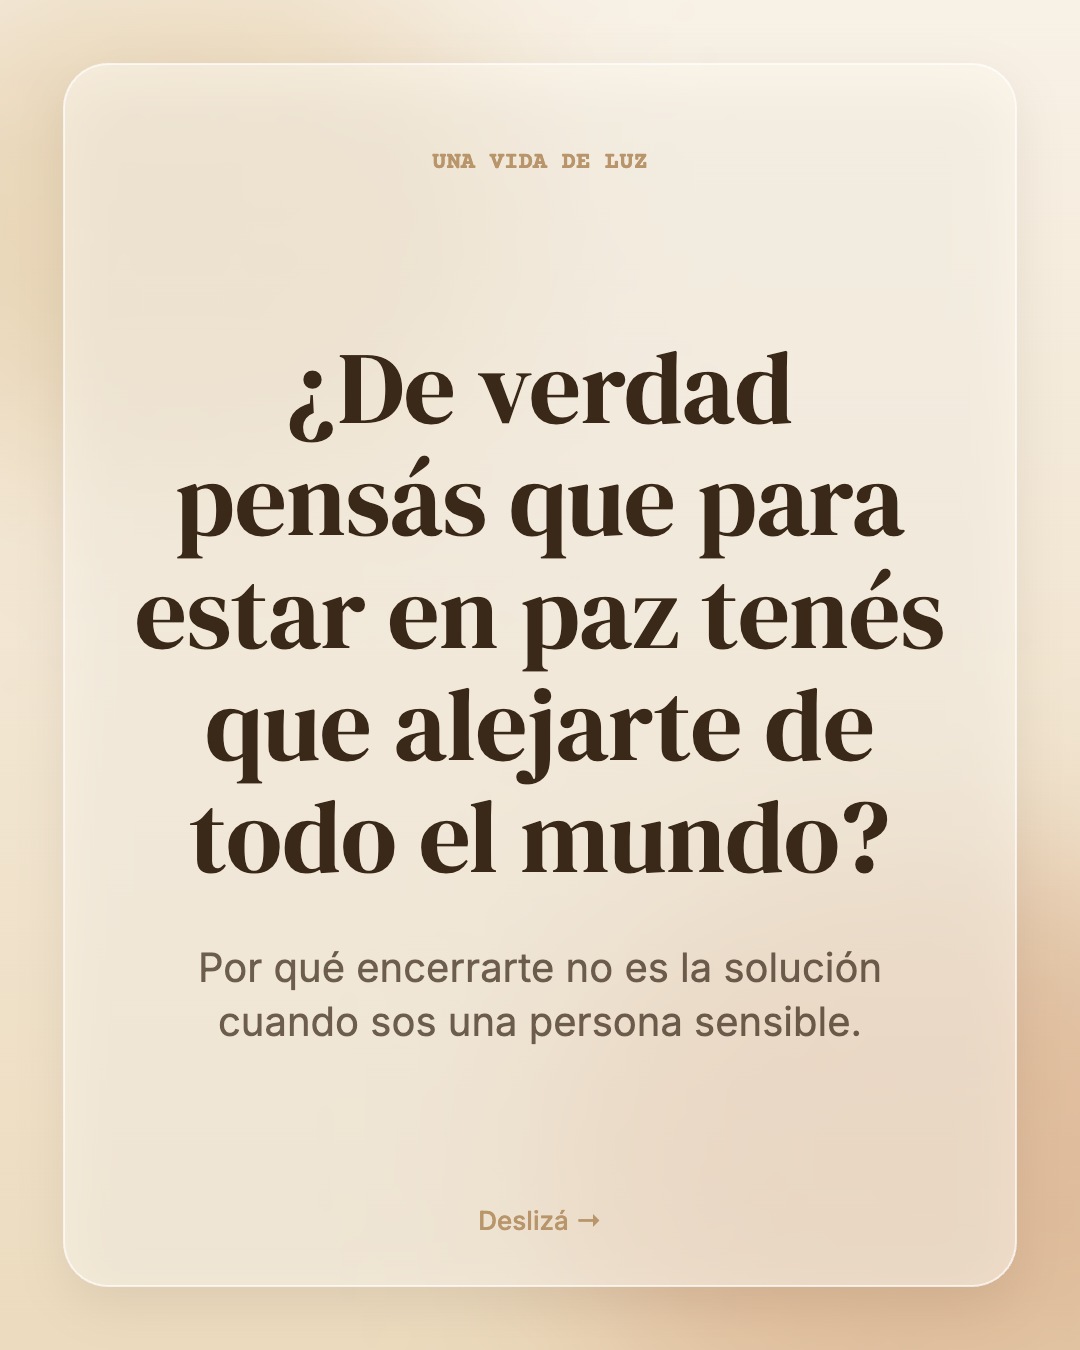 UNA VIDA DE LUZ
¿De verdad
pensás que para
estar en paz tenés
que alejarte de
todo el mundo?
Por qué encerrarte no es la solución
cuando sos una persona sensible.
Deslizá →